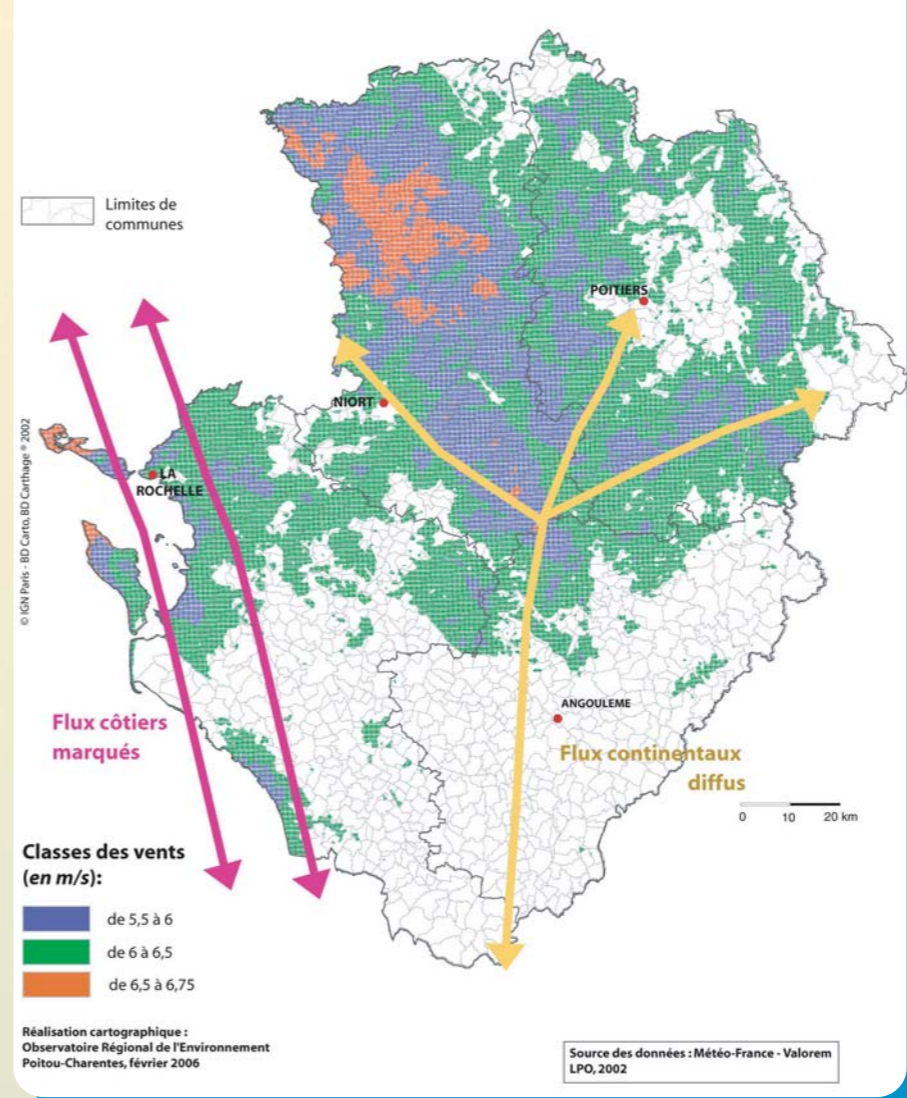 Limites de
communes
POITIERS
NIORT
© IGN Paris - BD Carto, BD Carthage ® 2002
LA
ROCHELLE
ANGOULEME
Flux côtiers
marqués
Flux continentaux
diffus
0 10 20 km
Classes des vents
(en m/s):
de 5,5 à 6
de 6 à 6,5
de 6,5 à 6,75
Réalisation cartographique :
Observatoire Régional de l'Environnement
Poitou-Charentes, février 2006
Source des données : Météo-France - Valorem
LPO, 2002